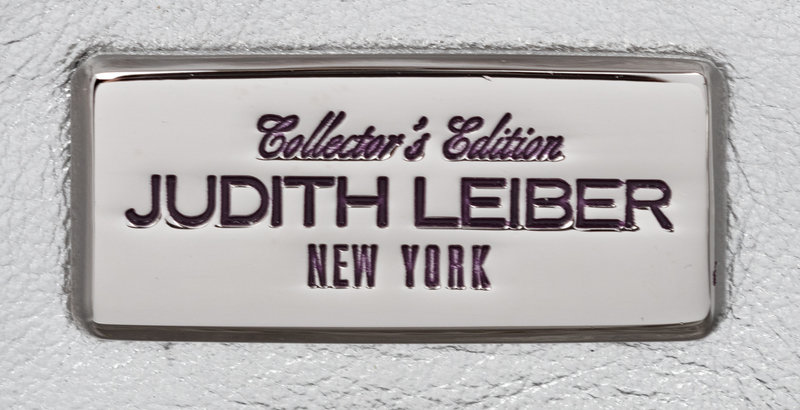 Collector's Edition
JUDITH LEIBER
NEW YORK